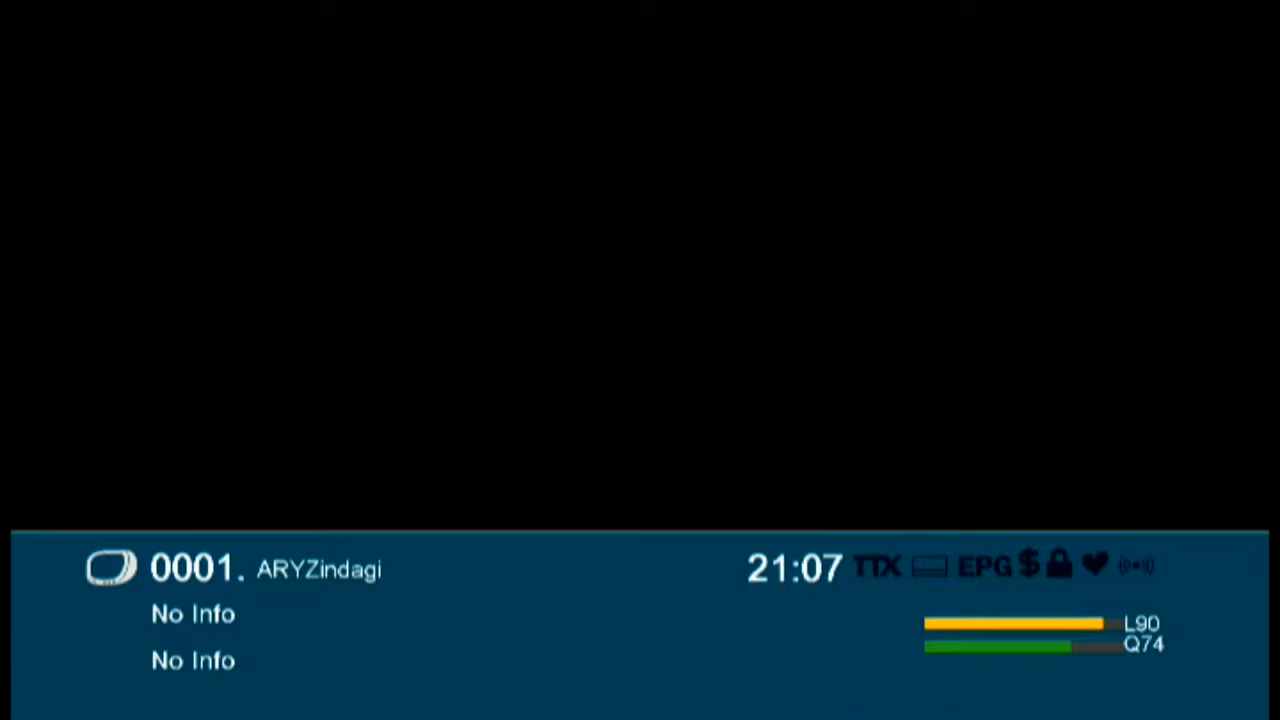 0001. ARYZindagi 21:07 TTX EPG $
No Info L90
Q74
No Info